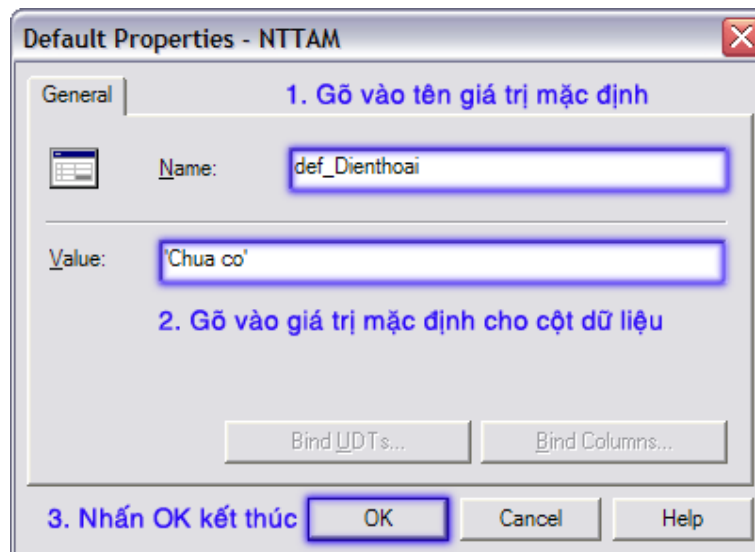 Default Properties - NTTAM
General
1. Gõ vào tên giá trị mặc định
Name:
def_Dienthoai
Value:
'Chua co'
2. Gõ vào giá trị mặc định cho cột dữ liệu
Bind UDTs...
Bind Columns...
3. Nhấn OK kết thúc
OK
Cancel
Help